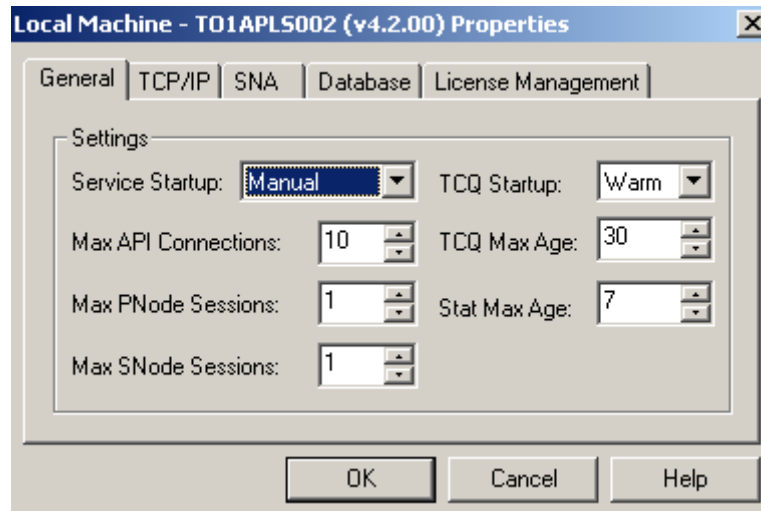 Local Machine - TO1APLS002 (v4.2.00) Properties
General TCP/IP SNA Database License Management
Settings
Service Startup: Manual TCQ Startup: Warm
Max API Connections: 10 TCQ Max Age: 30
Max PNode Sessions: 1 Stat Max Age: 7
Max SNode Sessions: 1
OK Cancel Help